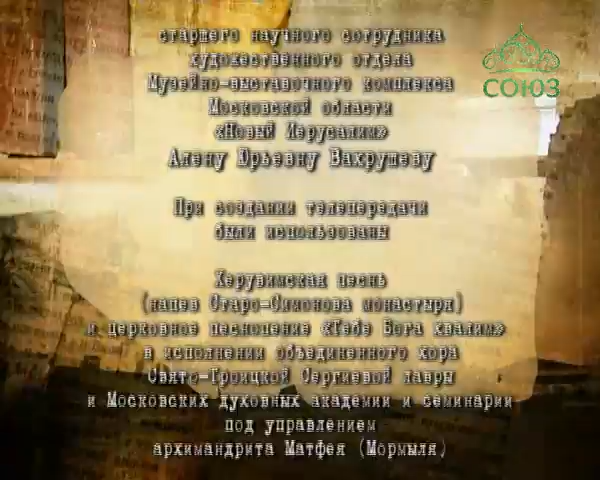 старшего научного сотрудника
художественного отдела
Музейно-выставочного комплекса
Московской области
«Новый Иерусалим»
Алену Юрьевну Вахрушеву
При создании телепередачи
были использованы
Херувимская песнь
(напев Старо-Симонова монастыря)
и церковное песнопение «Тебе Бога хвалим»
в исполнении объединенного хора
Свято-Троицкой Сергиевой лавры
и Московских духовных академии и семинарии
под управлением
архимандрита Матфея (Мормыля)
СОЮЗ